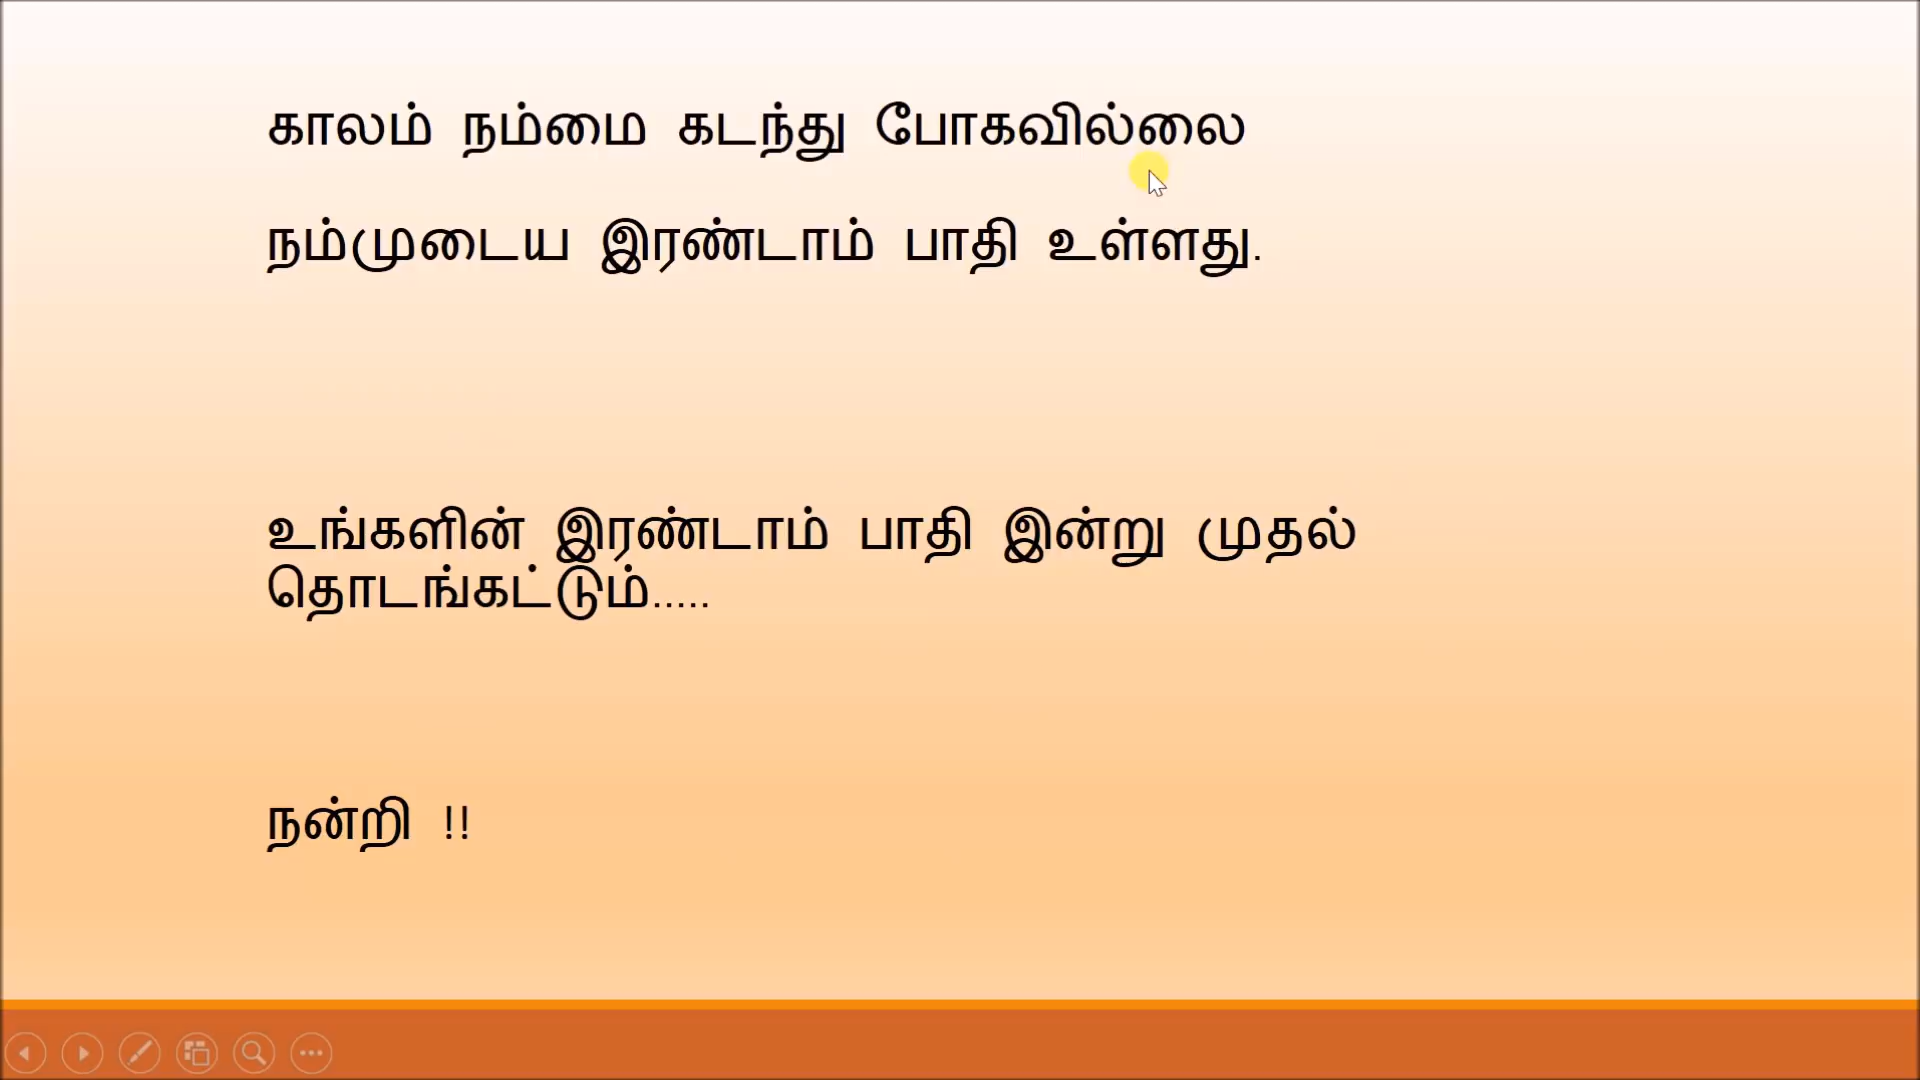 காலம் நம்மை கடந்து போகவில்லை
நம்முடைய இரண்டாம் பாதி உள்ளது.
உங்களின் இரண்டாம் பாதி இன்று முதல்
தொடங்கட்டும்.....
நன்றி !!